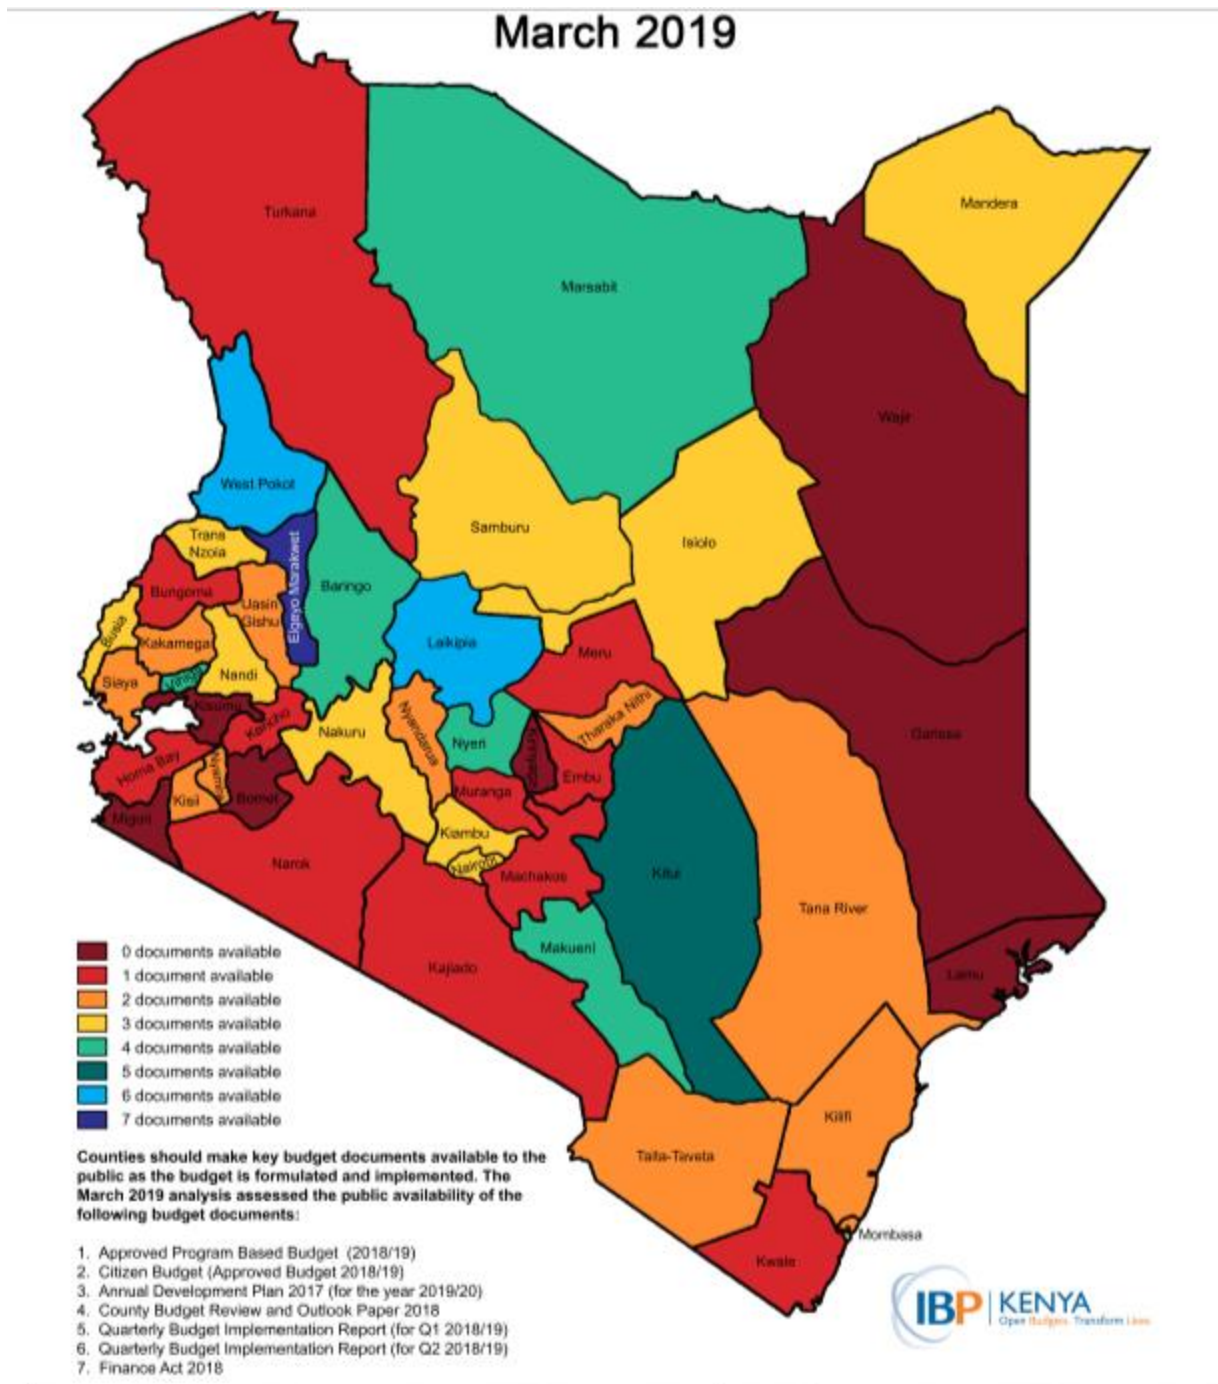 March 2019
Turkana
Mandera
Marsabit
Wajir
West Pokot
Samburu
Isiolo
Trans
Nzoia
Elgeyo Marakwet
Baringo
Bungoma
Uasin
Gishu
Busia
Kakamega
Laikipia
Meru
Siaya
Vihiga
Nandi
Kisumu
Kericho
Nakuru
Nyandarua
Nyeri
Kirinyaga
Tharaka Nithi
Garissa
Homa Bay
Kisii
Nyamira
Bomet
Muranga
Embu
Migori
Kiambu
Nairobi
Narok
Machakos
Kitui
Tana River
Makueni
Kajiado
Lamu
0 documents available
1 document available
2 documents available
3 documents available
4 documents available
5 documents available
6 documents available
7 documents available
Kilifi
Taita-Taveta
Mombasa
Kwale
Counties should make key budget documents available to the
public as the budget is formulated and implemented. The
March 2019 analysis assessed the public availability of the
following budget documents:
1. Approved Program Based Budget (2018/19)
2. Citizen Budget (Approved Budget 2018/19)
3. Annual Development Plan 2017 (for the year 2019/20)
4. County Budget Review and Outlook Paper 2018
5. Quarterly Budget Implementation Report (for Q1 2018/19)
6. Quarterly Budget Implementation Report (for Q2 2018/19)
7. Finance Act 2018
IBP | KENYA
Open Budgets. Transform Lives